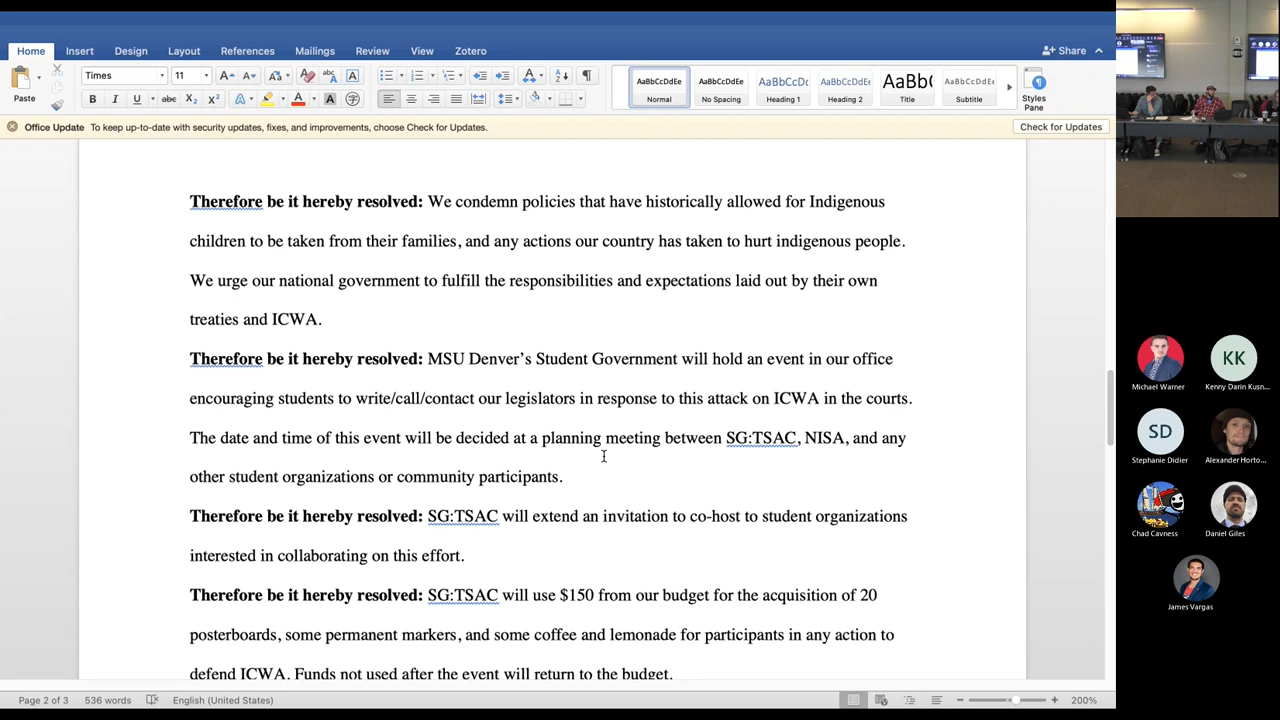 Home Insert Design Layout References Mailings Review View Zotero Share
Times 11
Paste
AaBbCcDdEe AaBbCcDdEe AaBbCcDc AaBbCcDdEe AaBb( AaBbCcDdEe
Normal No Spacing Heading 1 Heading 2 Title Subtitle Styles Pane
Office Update To keep up-to-date with security updates, fixes, and improvements, choose Check for Updates. Check for Updates
Therefore be it hereby resolved: We condemn policies that have historically allowed for Indigenous
children to be taken from their families, and any actions our country has taken to hurt indigenous people.
We urge our national government to fulfill the responsibilities and expectations laid out by their own
treaties and ICWA.
Therefore be it hereby resolved: MSU Denver's Student Government will hold an event in our office
encouraging students to write/call/contact our legislators in response to this attack on ICWA in the courts.
The date and time of this event will be decided at a planning meeting between SG:TSAC, NISA, and any
other student organizations or community participants.
Therefore be it hereby resolved: SG:TSAC will extend an invitation to co-host to student organizations
interested in collaborating on this effort.
Therefore be it hereby resolved: SG:TSAC will use $150 from our budget for the acquisition of 20
posterboards, some permanent markers, and some coffee and lemonade for participants in any action to
defend ICWA. Funds not used after the event will return to the budget.
Page 2 of 3 536 words English (United States) 200%
KK
Michael Warner Kenny Darin Kusn...
SD
Stephanie Didier Alexander Horto...
Chad Cavness Daniel Giles
James Vargas